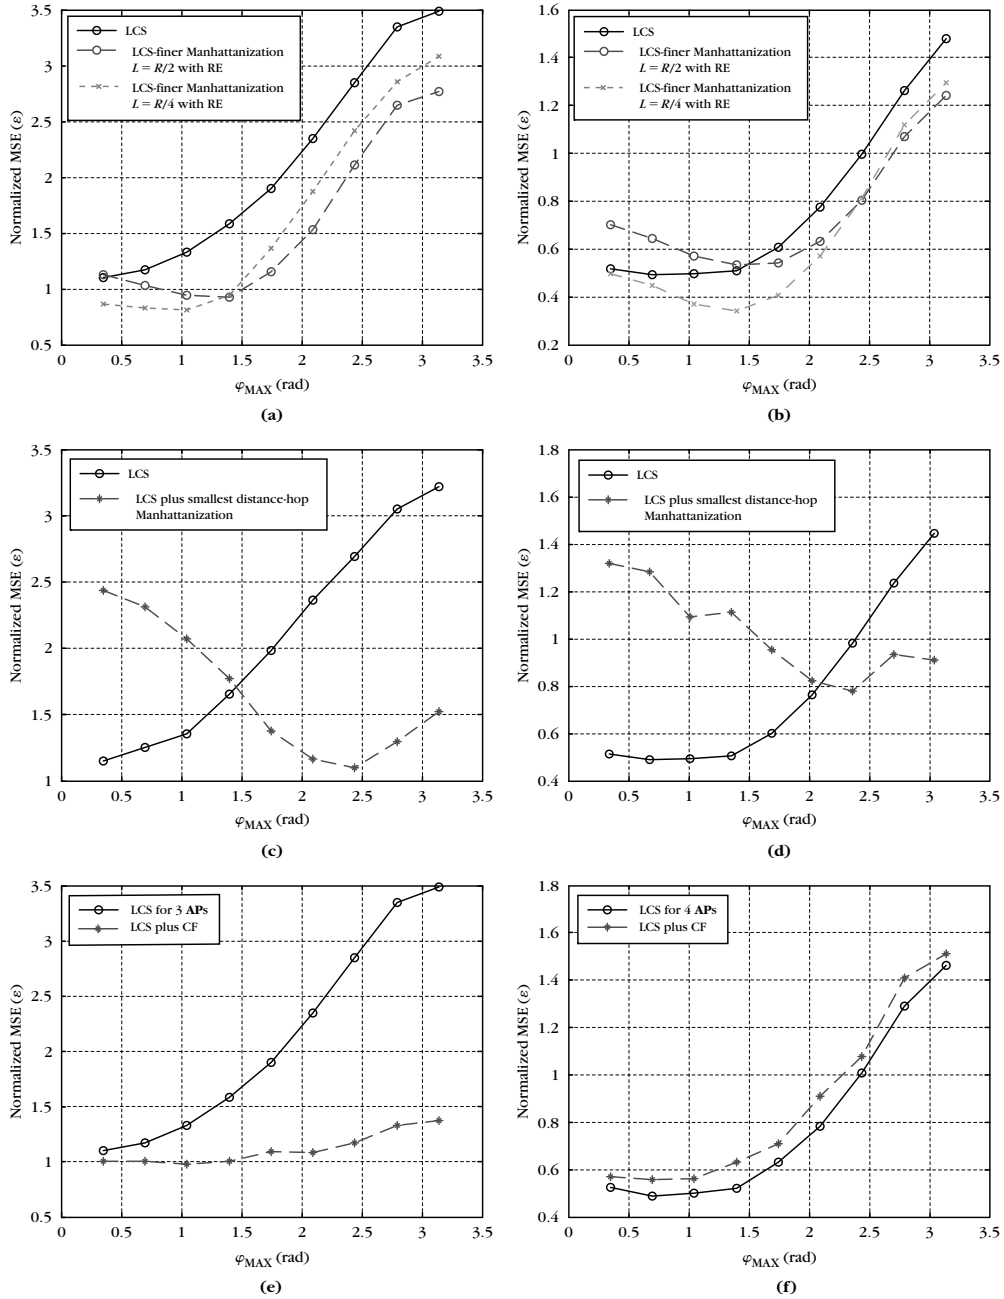 3.5
3
2.5
2
1.5
1
0.5
Normalized MSE (ε)
LCS
LCS-finer Manhattanization
L = R/2 with RE
LCS-finer Manhattanization
L = R/4 with RE
0 0.5 1 1.5 2 2.5 3 3.5
φMAX (rad)
(a)
1.6
1.4
1.2
1
0.8
0.6
0.4
0.2
Normalized MSE (ε)
LCS
LCS-finer Manhattanization
L = R/2 with RE
LCS-finer Manhattanization
L = R/4 with RE
0 0.5 1 1.5 2 2.5 3 3.5
φMAX (rad)
(b)
3.5
3
2.5
2
1.5
1
Normalized MSE (ε)
LCS
LCS plus smallest distance-hop
Manhattanization
0 0.5 1 1.5 2 2.5 3 3.5
φMAX (rad)
(c)
1.8
1.6
1.4
1.2
1
0.8
0.6
0.4
Normalized MSE (ε)
LCS
LCS plus smallest distance-hop
Manhattanization
0 0.5 1 1.5 2 2.5 3 3.5
φMAX (rad)
(d)
3.5
3
2.5
2
1.5
1
0.5
Normalized MSE (ε)
LCS for 3 APs
LCS plus CF
0 0.5 1 1.5 2 2.5 3 3.5
φMAX (rad)
(e)
1.8
1.6
1.4
1.2
1
0.8
0.6
0.4
Normalized MSE (ε)
LCS for 4 APs
LCS plus CF
0 0.5 1 1.5 2 2.5 3 3.5
φMAX (rad)
(f)